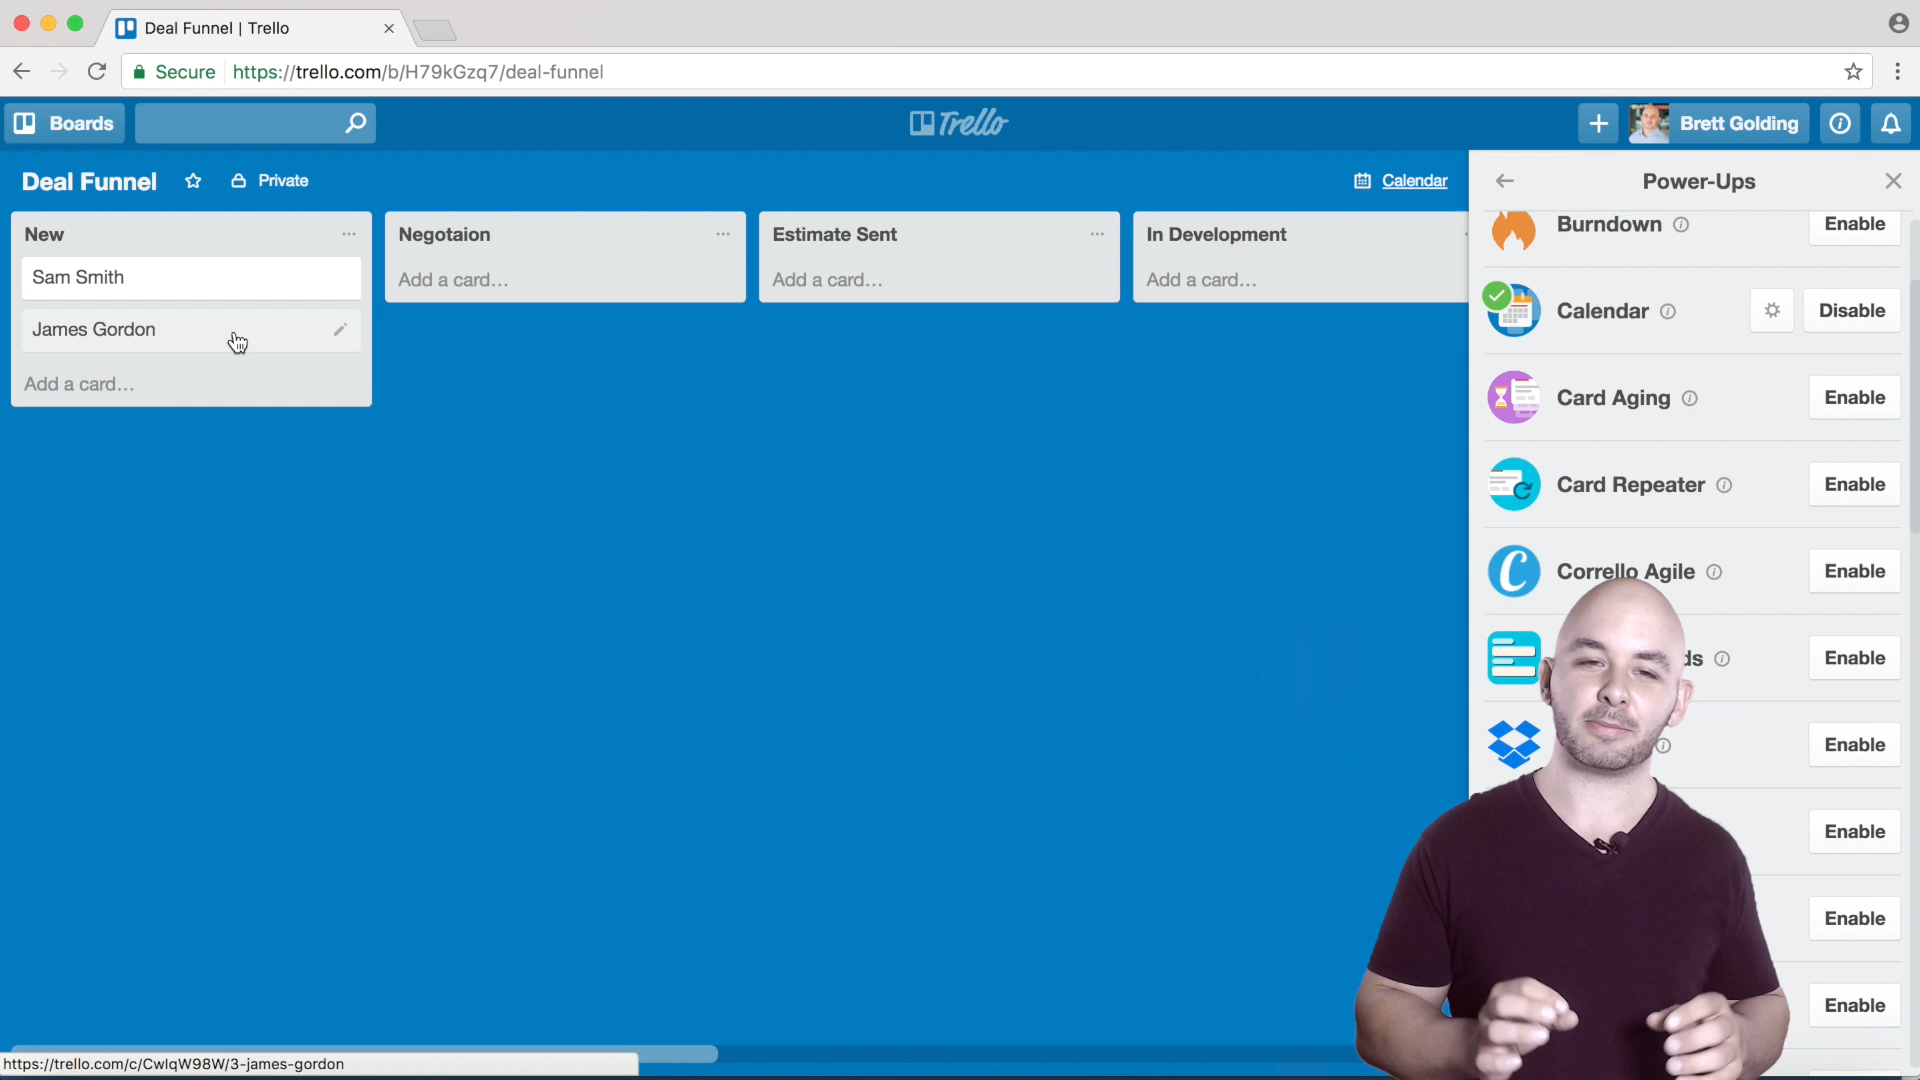 Deal Funnel | Trello
Secure
https://trello.com/b/H79kGzq7/deal-funnel
Boards
Trello
Brett Golding
Deal Funnel
Private
Calendar
Power-Ups
New
Sam Smith
James Gordon
Add a card…
Negotaion
Add a card…
Estimate Sent
Add a card…
In Development
Add a card…
Burndown
Enable
Calendar
Disable
Card Aging
Enable
Card Repeater
Enable
Corrello Agile
Enable
Enable
Enable
Enable
Enable
Enable
https://trello.com/c/CwIqW98W/3-james-gordon